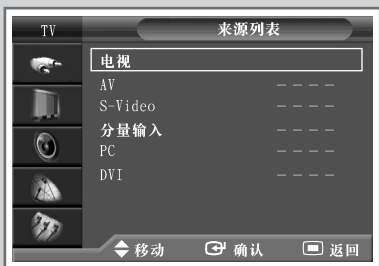 TV 来源列表
电视
AV – – – –
S-Video – – – –
分量输入 – – – –
PC – – – –
DVI – – – –
移动 确认 返回